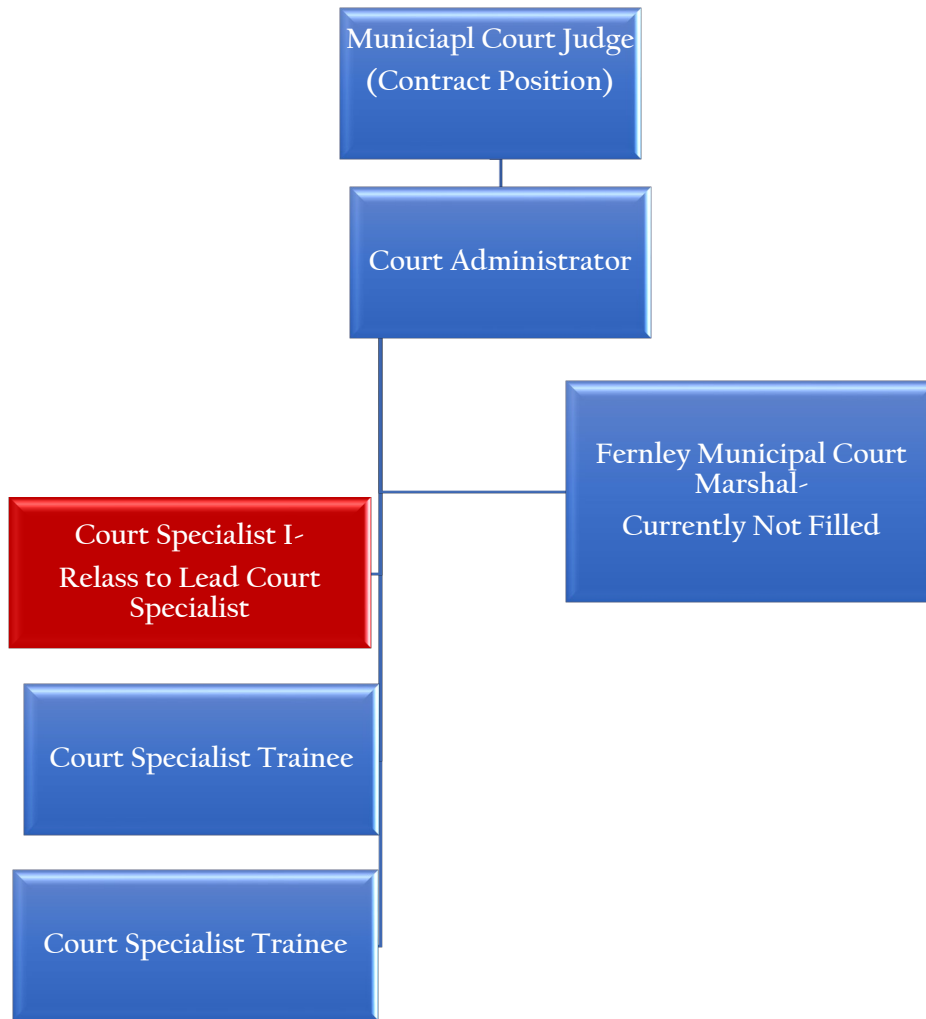 Municiapl Court Judge
(Contract Position)
Court Administrator
Fernley Municipal Court
Marshal-
Currently Not Filled
Court Specialist I-
Relass to Lead Court
Specialist
Court Specialist Trainee
Court Specialist Trainee